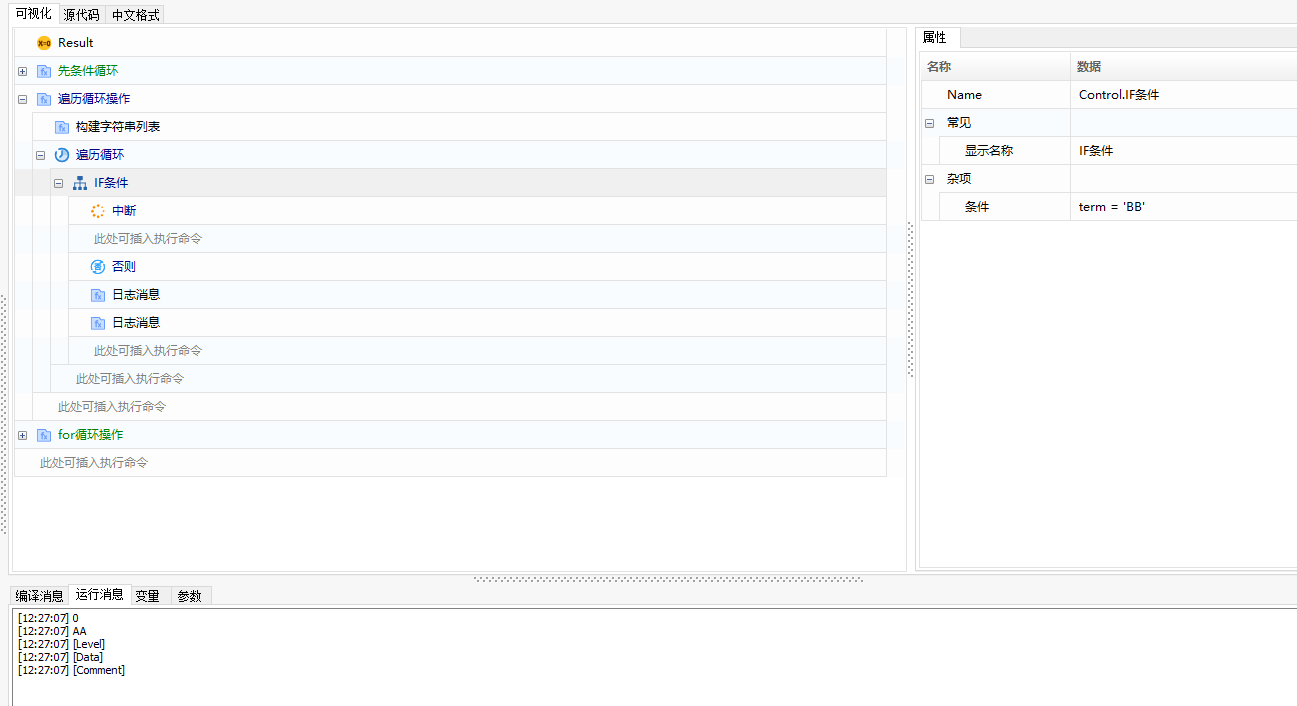 可视化 源代码 中文格式
Result
先条件循环
遍历循环操作
构建字符串列表
遍历循环
IF条件
中断
此处可插入执行命令
否则
日志消息
日志消息
此处可插入执行命令
此处可插入执行命令
此处可插入执行命令
for循环操作
此处可插入执行命令
属性
名称 数据
Name Control.IF条件
常见
显示名称 IF条件
杂项
条件 term = 'BB'
编译消息 运行消息 变量 参数
[12:27:07] 0
[12:27:07] AA
[12:27:07] [Level]
[12:27:07] [Data]
[12:27:07] [Comment]